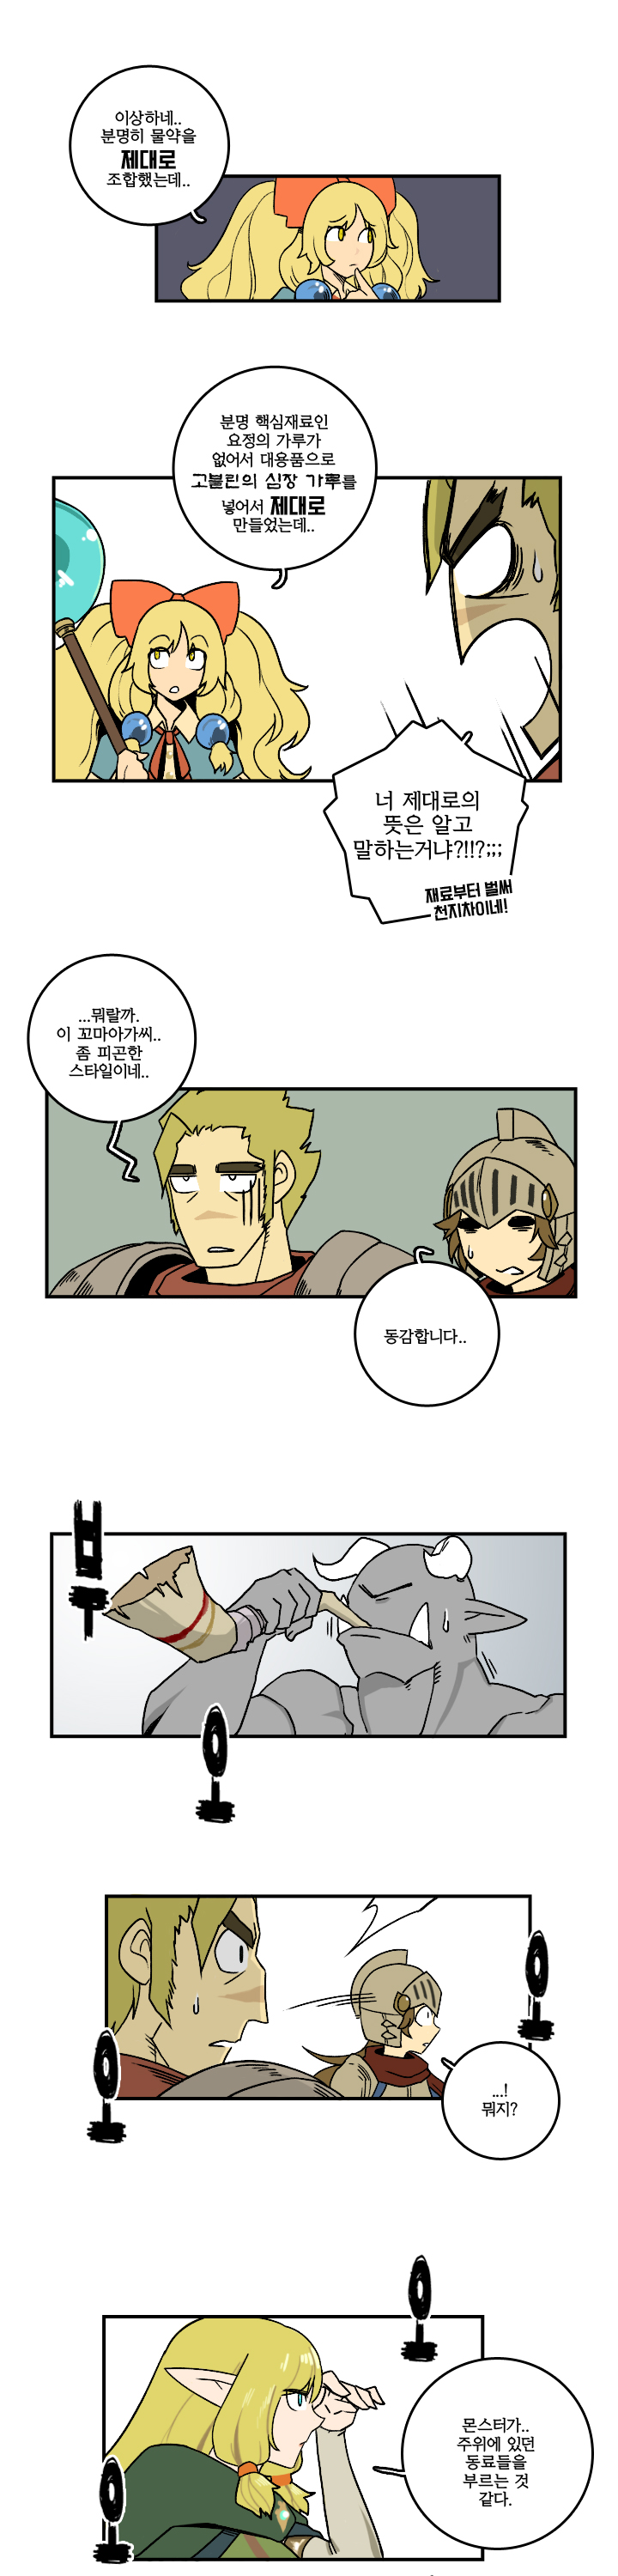 이상하네..
분명히 물약을
제대로
조합했는데..
분명 핵심재료인
요정의 가루가
없어서 대용품으로
고블린의 심장 가루를
넣어서 제대로
만들었는데..
너 제대로의
뜻은 알고
말하는거냐?!!?;;;
재료부터 벌써
천지차이네!
...뭐랄까.
이 꼬마아가씨..
좀 피곤한
스타일이네..
동감합니다..
뿌
우
우
우
...!
뭐지?
우
우
몬스터가..
주위에 있던
동료들을
부르는 것
같다.